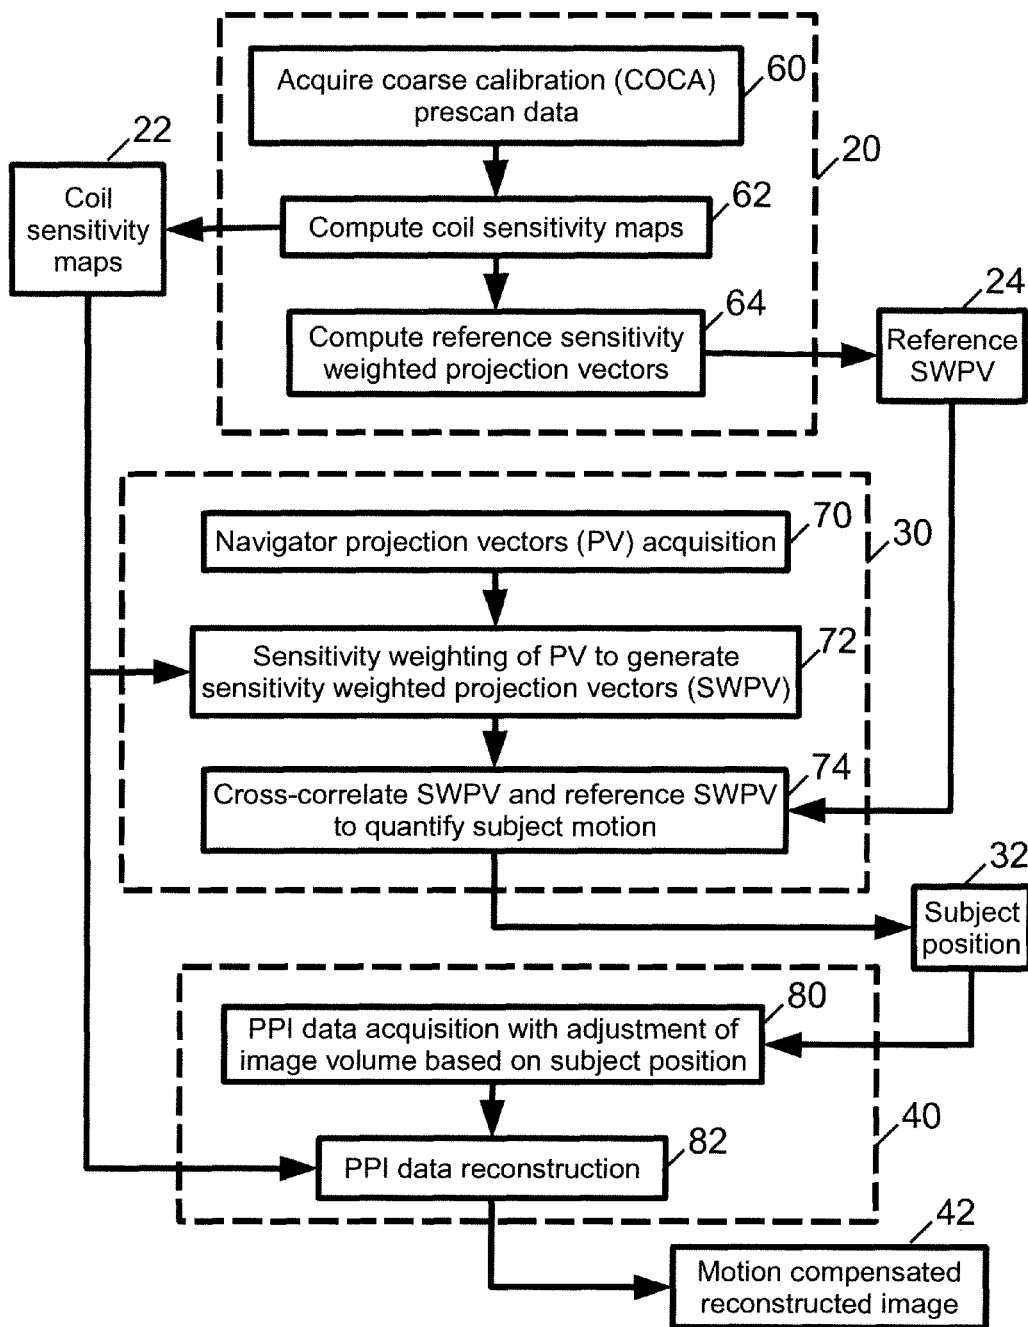 60
Acquire coarse calibration (COCA)
prescan data
20
22
Coil
sensitivity
maps
62
Compute coil sensitivity maps
24
64
Compute reference sensitivity
weighted projection vectors
Reference
SWPV
70
Navigator projection vectors (PV) acquisition
30
72
Sensitivity weighting of PV to generate
sensitivity weighted projection vectors (SWPV)
74
Cross-correlate SWPV and reference SWPV
to quantify subject motion
32
Subject
position
80
PPI data acquisition with adjustment of
image volume based on subject position
40
82
PPI data reconstruction
42
Motion compensated
reconstructed image